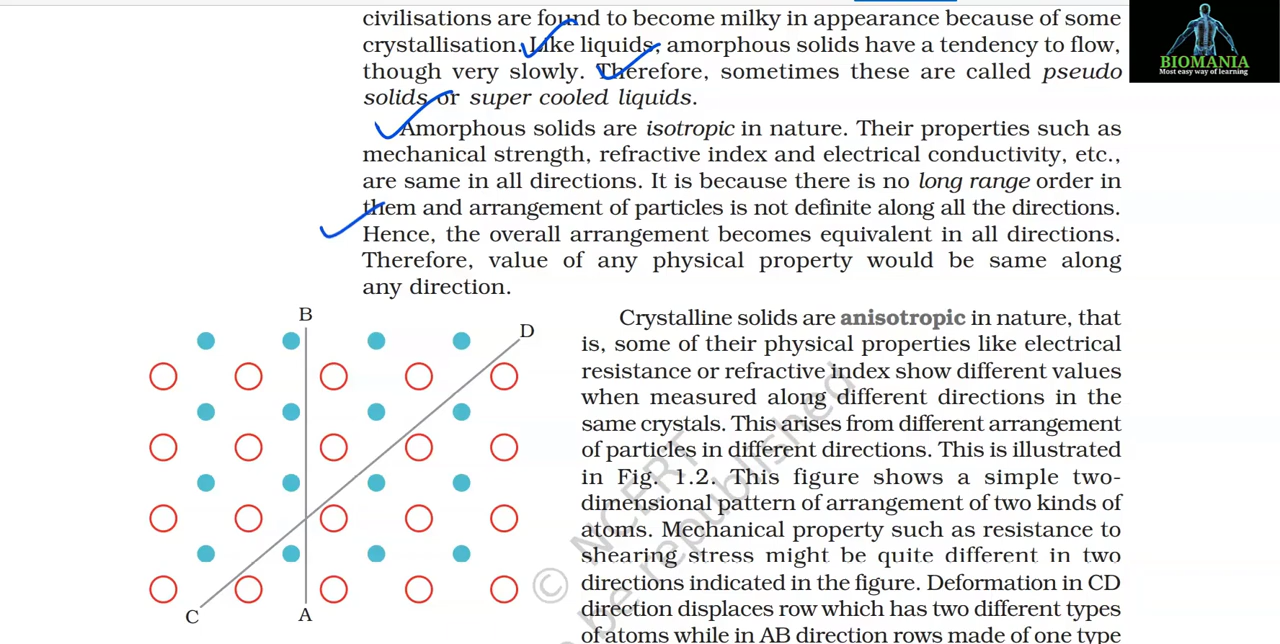 civilisations are found to become milky in appearance because of some
crystallisation. Like liquids, amorphous solids have a tendency to flow,
though very slowly. Therefore, sometimes these are called pseudo
solids or super cooled liquids.
Amorphous solids are isotropic in nature. Their properties such as
mechanical strength, refractive index and electrical conductivity, etc.,
are same in all directions. It is because there is no long range order in
them and arrangement of particles is not definite along all the directions.
Hence, the overall arrangement becomes equivalent in all directions.
Therefore, value of any physical property would be same along
any direction.
BIOMANIA
Most easy way of learning
B
D
C
A
Crystalline solids are anisotropic in nature, that
is, some of their physical properties like electrical
resistance or refractive index show different values
when measured along different directions in the
same crystals. This arises from different arrangement
of particles in different directions. This is illustrated
in Fig. 1.2. This figure shows a simple two-
dimensional pattern of arrangement of two kinds of
atoms. Mechanical property such as resistance to
shearing stress might be quite different in two
directions indicated in the figure. Deformation in CD
direction displaces row which has two different types
of atoms while in AB direction rows made of one type
© NCERT
be republished